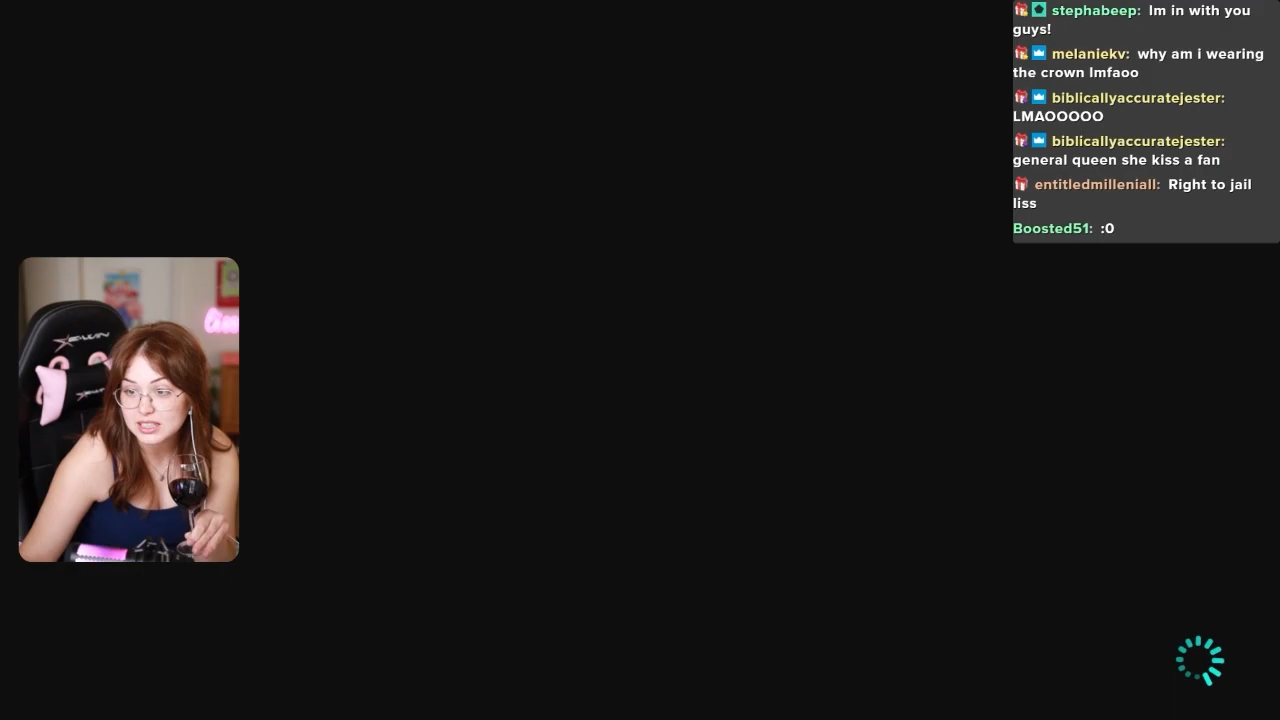 stephabeep: Im in with you
guys!
melaniekv: why am i wearing
the crown lmfaoo
biblicallyaccuratejester:
LMAOOOOO
biblicallyaccuratejester:
general queen she kiss a fan
entitledmilleniall: Right to jail
liss
Boosted51: :0